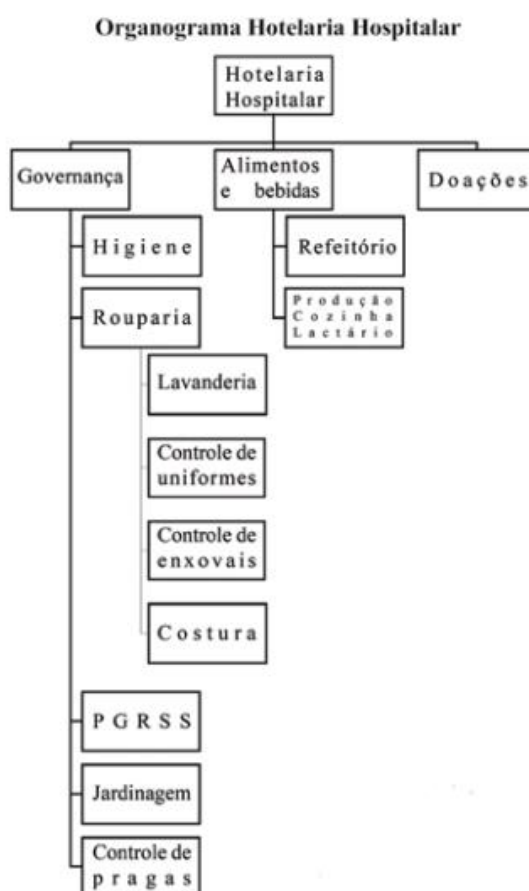 Organograma Hotelaria Hospitalar
Hotelaria
Hospitalar
Governança
Alimentos
e bebidas
Doações
Higiene
Refeitório
Rouparia
Produção
Cozinha
Lactário
Lavanderia
Controle de
uniformes
Controle de
enxovais
Costura
PGRSS
Jardinagem
Controle de
pragas